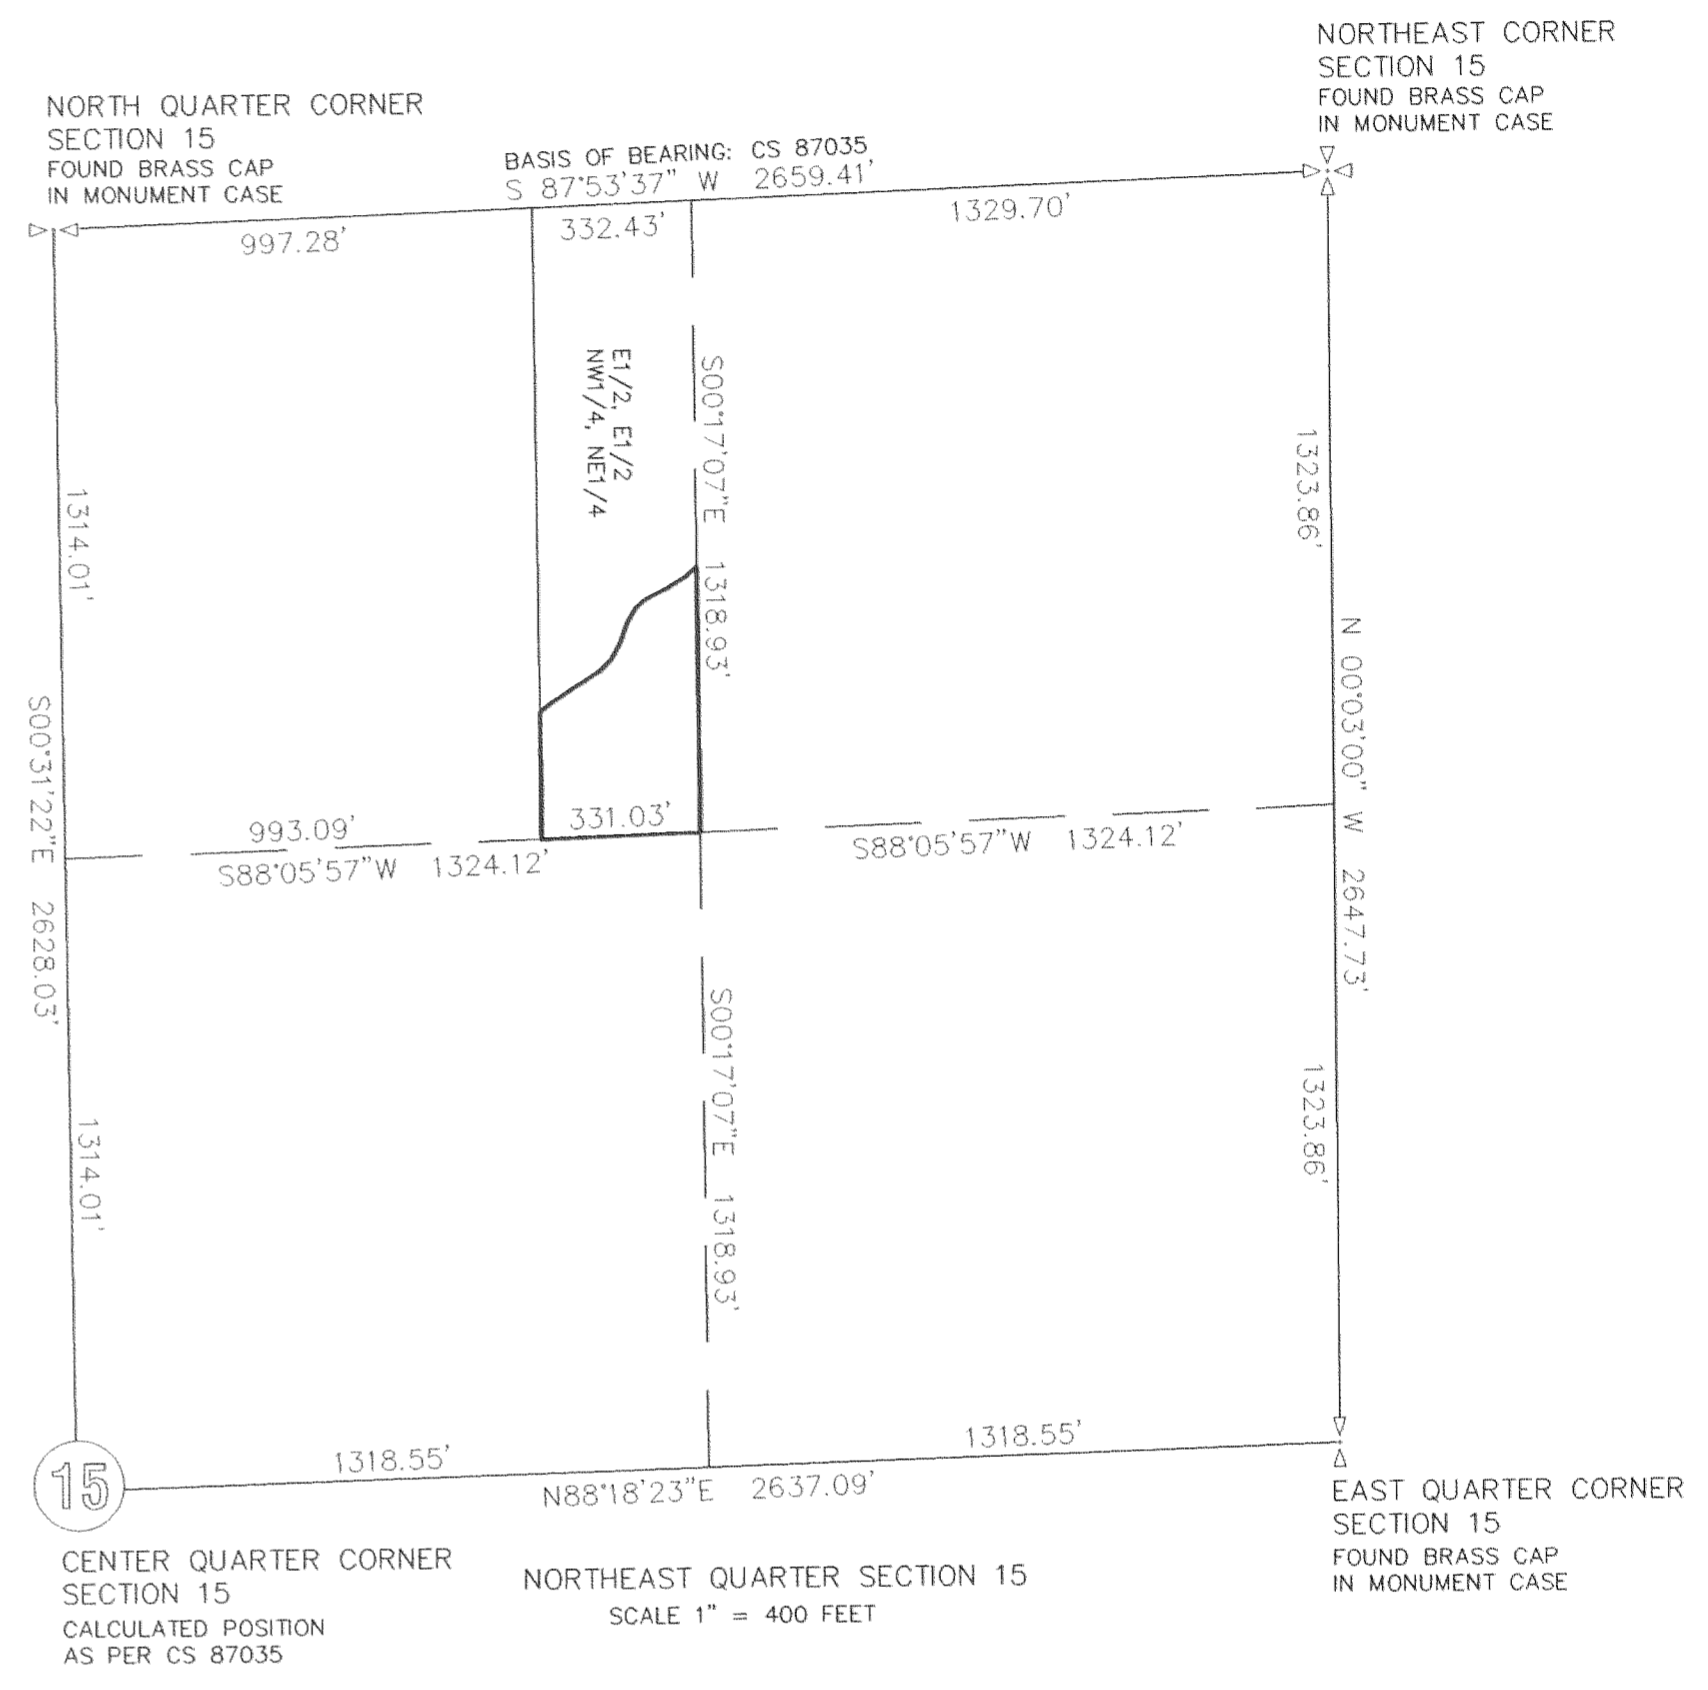 NORTHEAST CORNER
SECTION 15
FOUND BRASS CAP
IN MONUMENT CASE
NORTH QUARTER CORNER
SECTION 15
FOUND BRASS CAP
IN MONUMENT CASE
BASIS OF BEARING: CS 87035
S 87°53'37" W 2659.41'
997.28'
332.43'
1329.70'
E1/2, E1/2
NW1/4, NE1/4
S00°17'07"E 1318.93'
1314.01'
1323.86'
S00°31'22"E 2628.03'
N 00°03'00" W 2647.73'
993.09'
331.03'
S88°05'57"W 1324.12'
S88°05'57"W 1324.12'
S00°17'07"E 1318.93'
1314.01'
1323.86'
1318.55'
1318.55'
15
N88°18'23"E 2637.09'
EAST QUARTER CORNER
SECTION 15
FOUND BRASS CAP
IN MONUMENT CASE
CENTER QUARTER CORNER
SECTION 15
CALCULATED POSITION
AS PER CS 87035
NORTHEAST QUARTER SECTION 15
SCALE 1" = 400 FEET